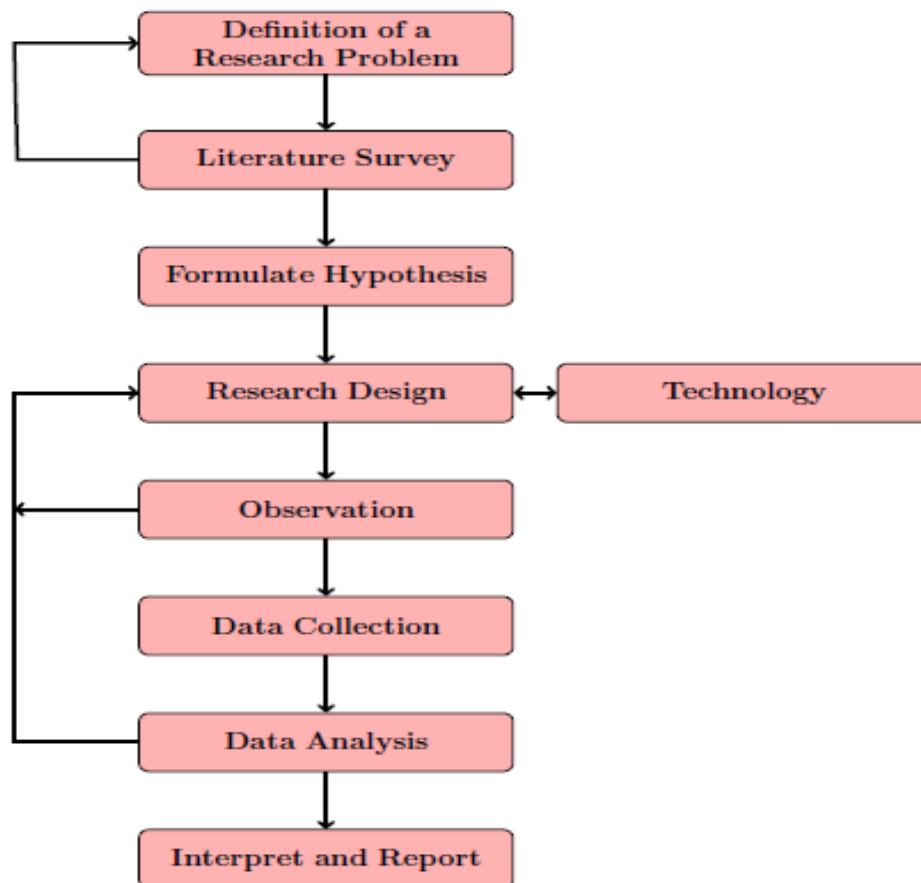 Definition of a
Research Problem
Literature Survey
Formulate Hypothesis
Research Design
Technology
Observation
Data Collection
Data Analysis
Interpret and Report